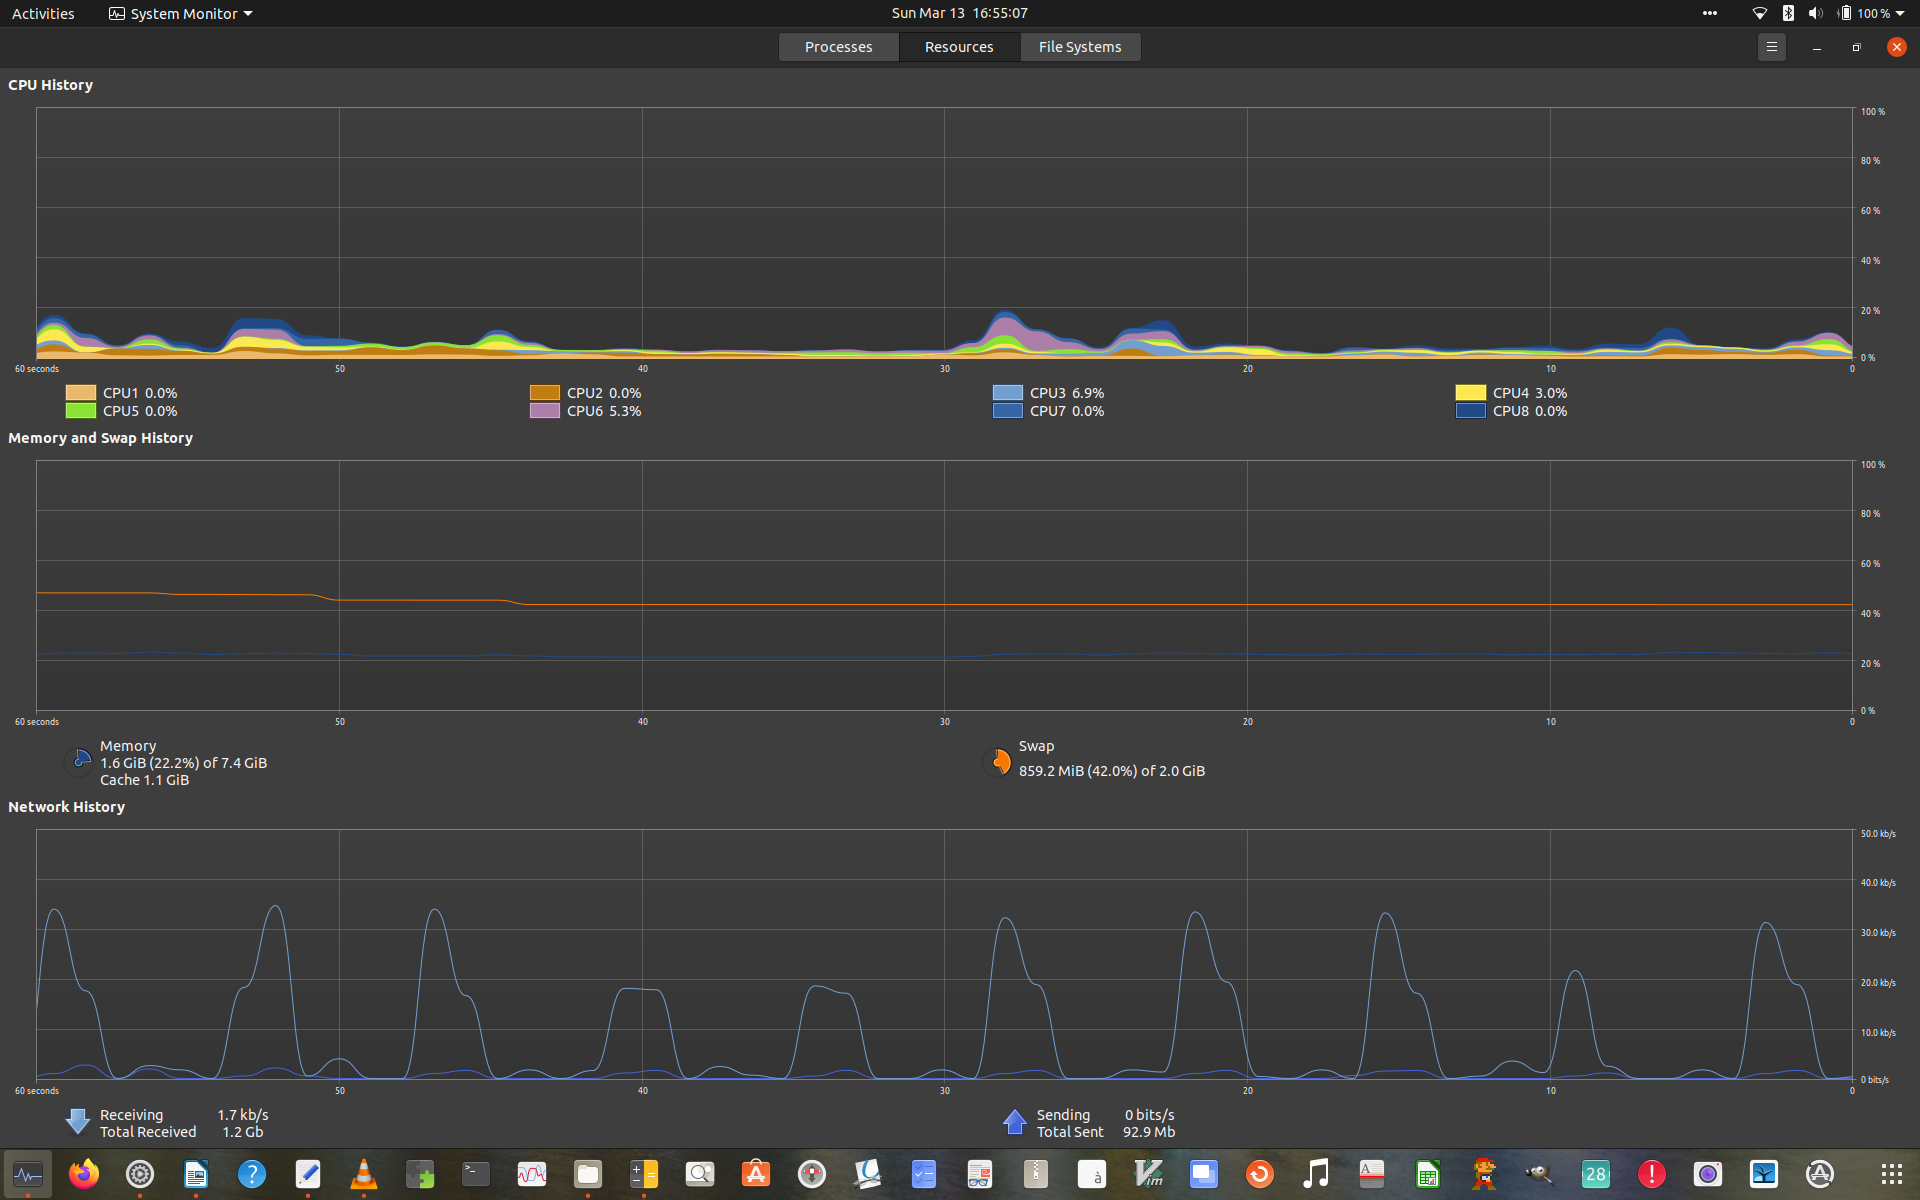 Activities System Monitor Sun Mar 13 16:55:07 100 %
Processes Resources File Systems
CPU History
100 %
80 %
60 %
40 %
20 %
0 %
60 seconds 50 40 30 20 10 0
CPU1 0.0% CPU2 0.0% CPU3 6.9% CPU4 3.0%
CPU5 0.0% CPU6 5.3% CPU7 0.0% CPU8 0.0%
Memory and Swap History
100 %
80 %
60 %
40 %
20 %
0 %
60 seconds 50 40 30 20 10 0
Memory
1.6 GiB (22.2%) of 7.4 GiB
Cache 1.1 GiB
Swap
859.2 MiB (42.0%) of 2.0 GiB
Network History
50.0 kb/s
40.0 kb/s
30.0 kb/s
20.0 kb/s
10.0 kb/s
0 bits/s
60 seconds 50 40 30 20 10 0
Receiving 1.7 kb/s
Total Received 1.2 Gb
Sending 0 bits/s
Total Sent 92.9 Mb
? >_ à Vim A 28 !